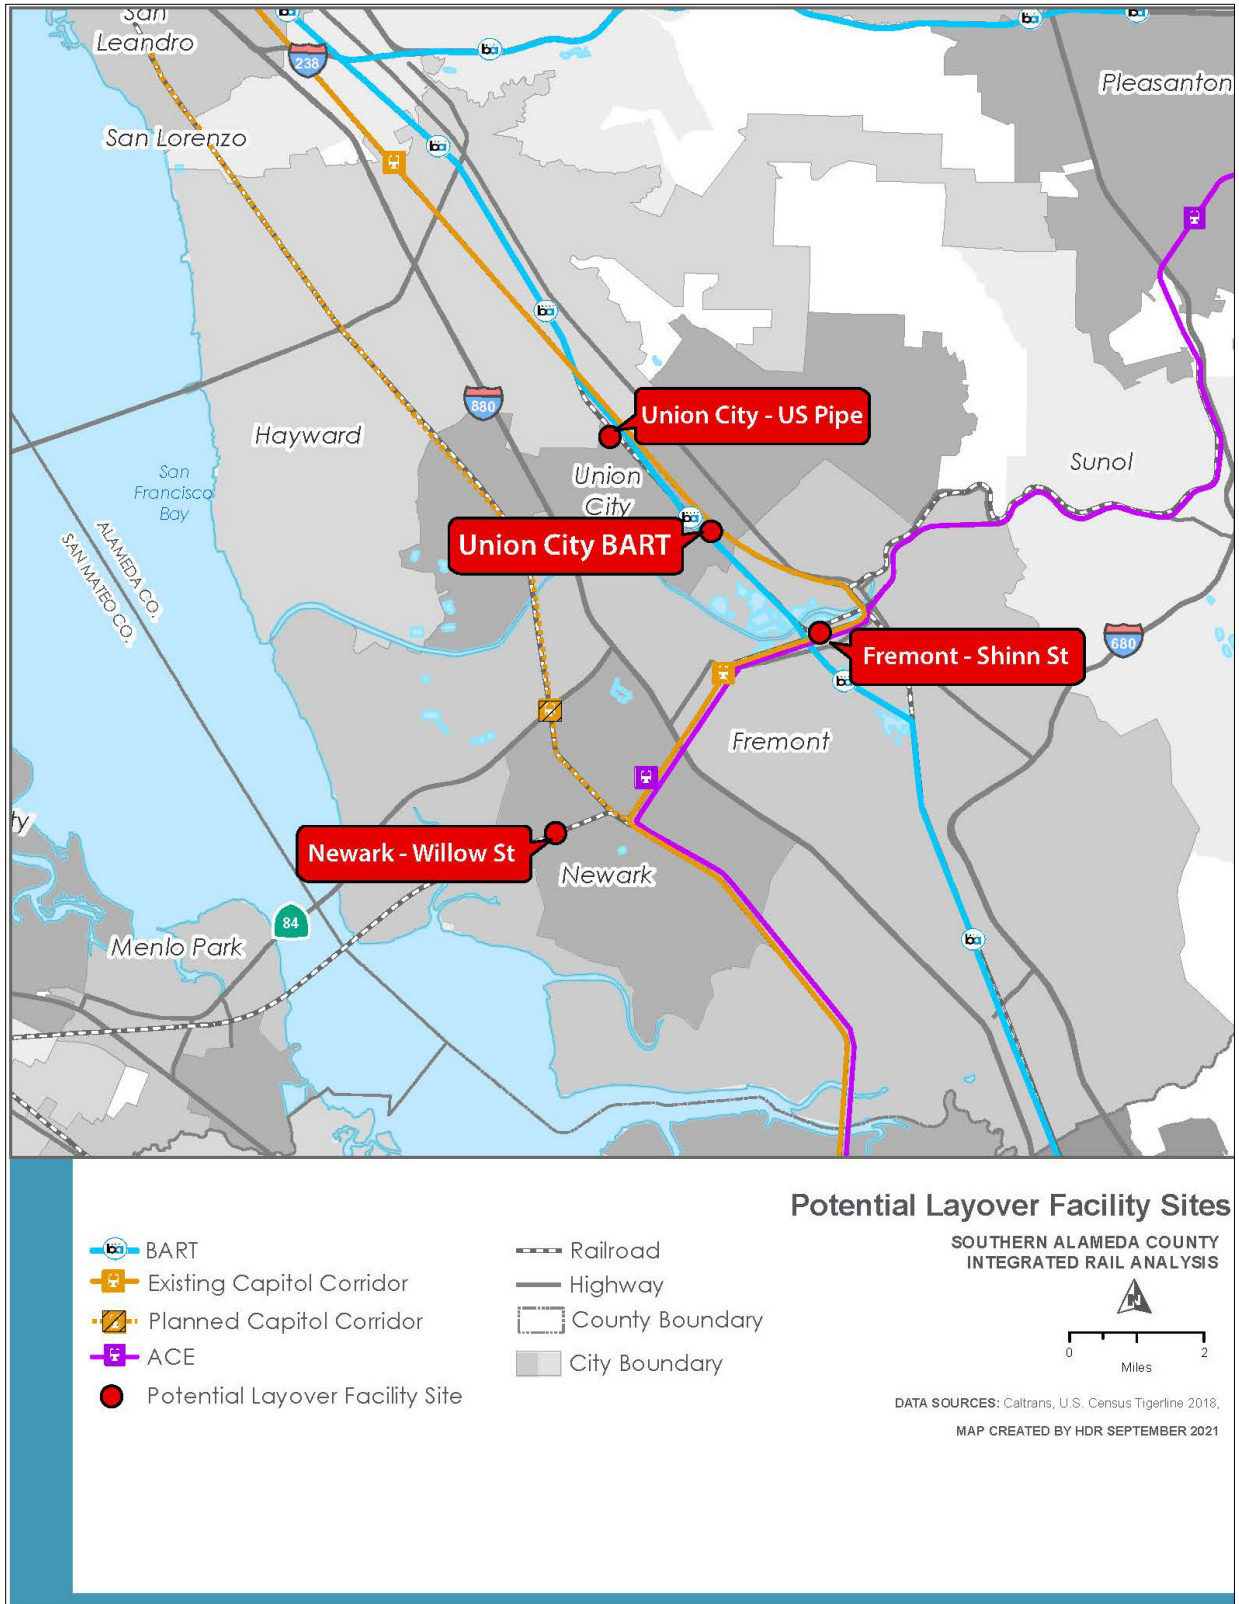 San
Leandro
238
San Lorenzo
Pleasanton
880
Hayward
Union City - US Pipe
Union
City
Sunol
San
Francisco
Bay
ALAMEDA CO.
SAN MATEO CO.
Union City BART
Fremont - Shinn St
680
Fremont
ty
Newark - Willow St
Newark
84
Menlo Park
Potential Layover Facility Sites
SOUTHERN ALAMEDA COUNTY
INTEGRATED RAIL ANALYSIS
N
0 2
Miles
DATA SOURCES: Caltrans, U.S. Census Tigerline 2018,
MAP CREATED BY HDR SEPTEMBER 2021
ba BART
Existing Capitol Corridor
Planned Capitol Corridor
ACE
Potential Layover Facility Site
Railroad
Highway
County Boundary
City Boundary